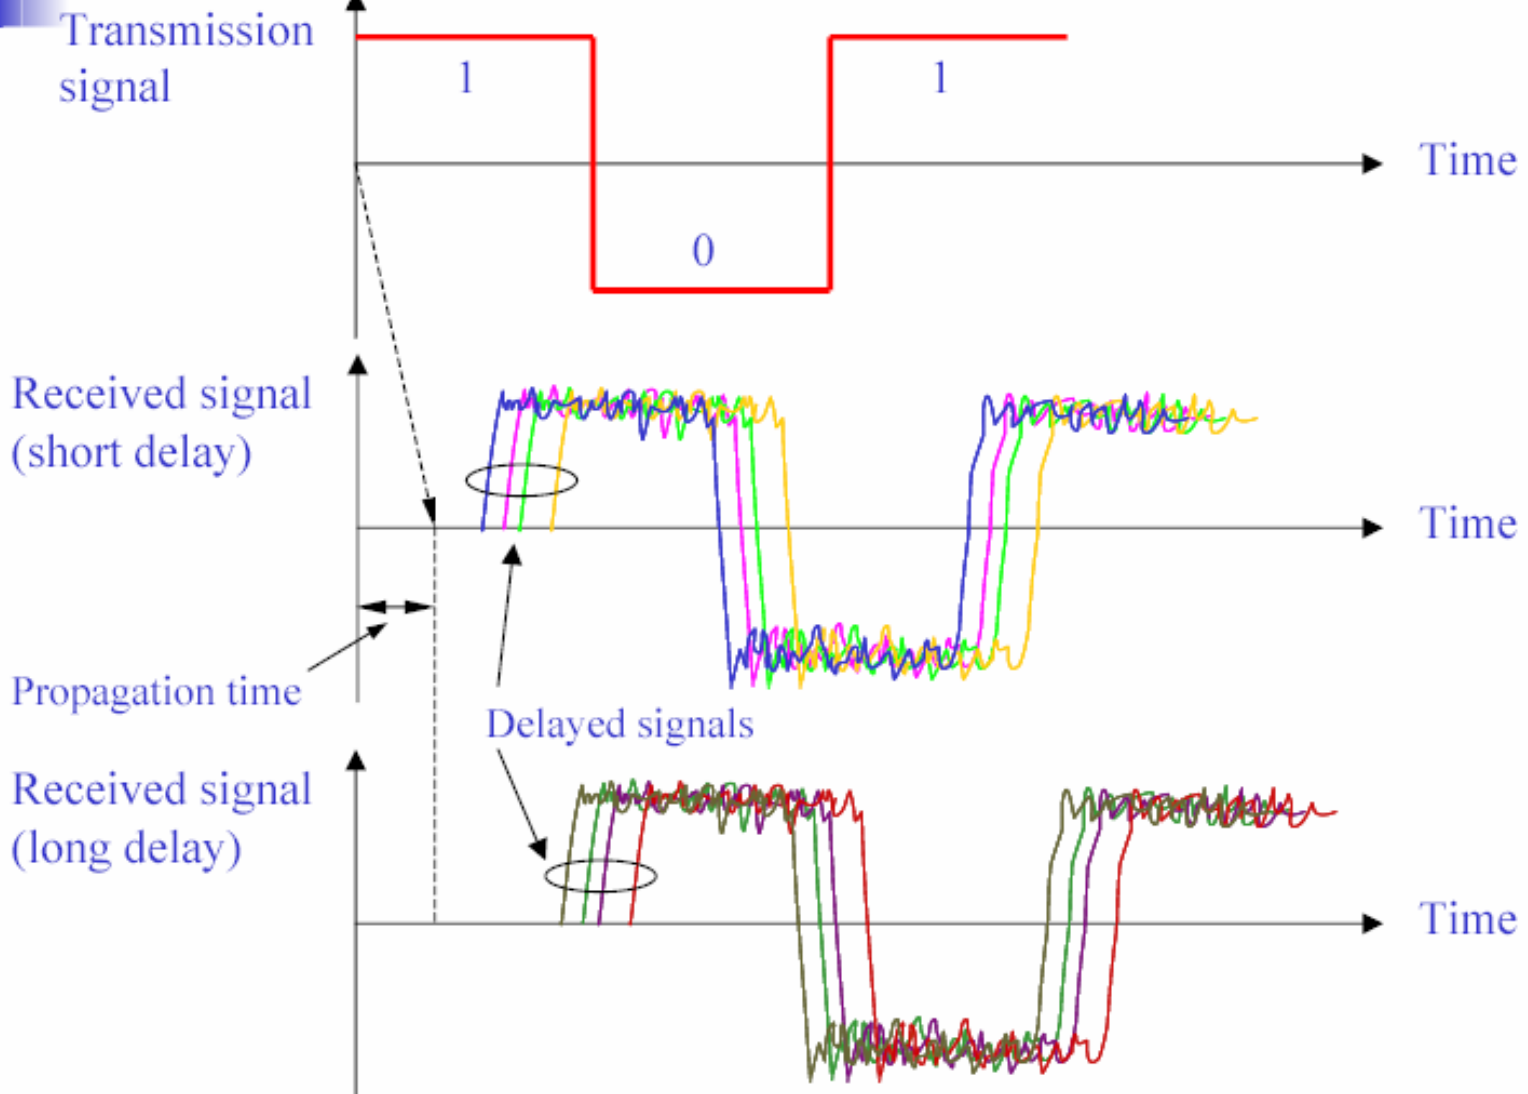 Transmission
signal
1
1
Time
0
Received signal
(short delay)
Time
Propagation time
Delayed signals
Received signal
(long delay)
Time